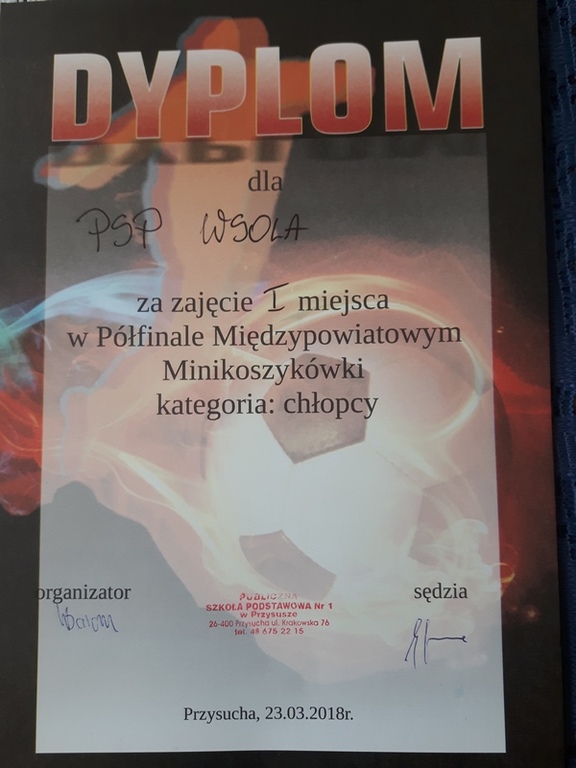 DYPLOM
dla
PSP WSOLA
za zajęcie I miejsca
w Półfinale Międzypowiatowym
Minikoszykówki
kategoria: chłopcy
organizator
sędzia
PUBLICZNA
SZKOŁA PODSTAWOWA Nr 1
w Przysusze
26-400 Przysucha ul. Krakowska 76
tel. 48 675 22 15
Przysucha, 23.03.2018r.